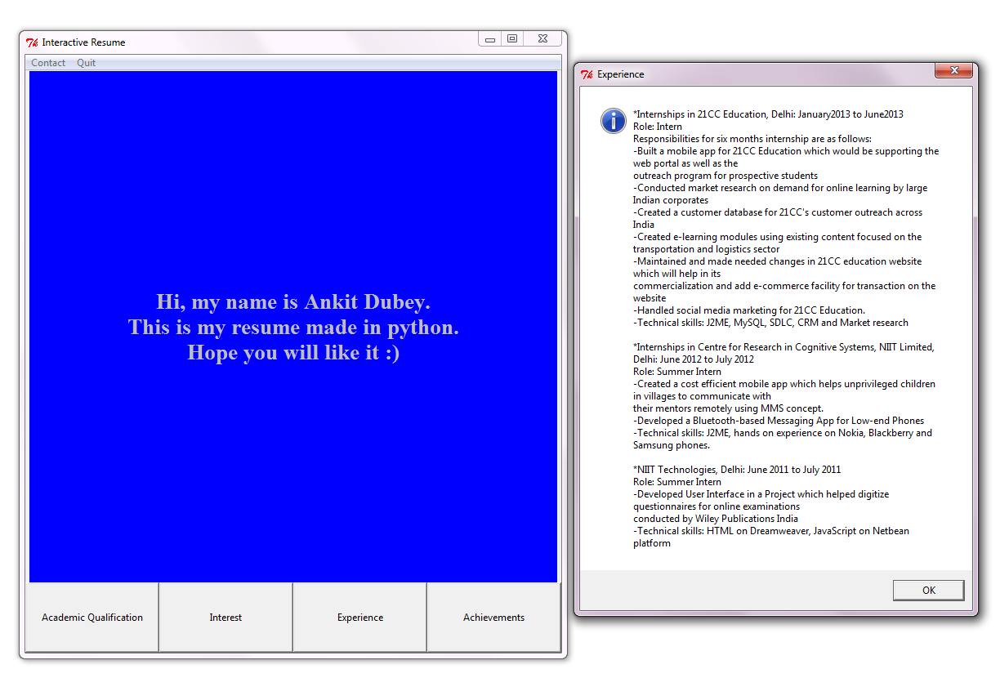 Interactive Resume
Contact Quit
Hi, my name is Ankit Dubey.
This is my resume made in python.
Hope you will like it :)
Academic Qualification
Interest
Experience
Achievements
Experience
*Internships in 21CC Education, Delhi: January2013 to June2013
Role: Intern
Responsibilities for six months internship are as follows:
-Built a mobile app for 21CC Education which would be supporting the
web portal as well as the
outreach program for prospective students
-Conducted market research on demand for online learning by large
Indian corporates
-Created a customer database for 21CC's customer outreach across
India
-Created e-learning modules using existing content focused on the
transportation and logistics sector
-Maintained and made needed changes in 21CC education website
which will help in its
commercialization and add e-commerce facility for transaction on the
website
-Handled social media marketing for 21CC Education.
-Technical skills: J2ME, MySQL, SDLC, CRM and Market research
*Internships in Centre for Research in Cognitive Systems, NIIT Limited,
Delhi: June 2012 to July 2012
Role: Summer Intern
-Created a cost efficient mobile app which helps unprivileged children
in villages to communicate with
their mentors remotely using MMS concept.
-Developed a Bluetooth-based Messaging App for Low-end Phones
-Technical skills: J2ME, hands on experience on Nokia, Blackberry and
Samsung phones.
*NIIT Technologies, Delhi: June 2011 to July 2011
Role: Summer Intern
-Developed User Interface in a Project which helped digitize
questionnaires for online examinations
conducted by Wiley Publications India
-Technical skills: HTML on Dreamweaver, JavaScript on Netbean
platform
OK